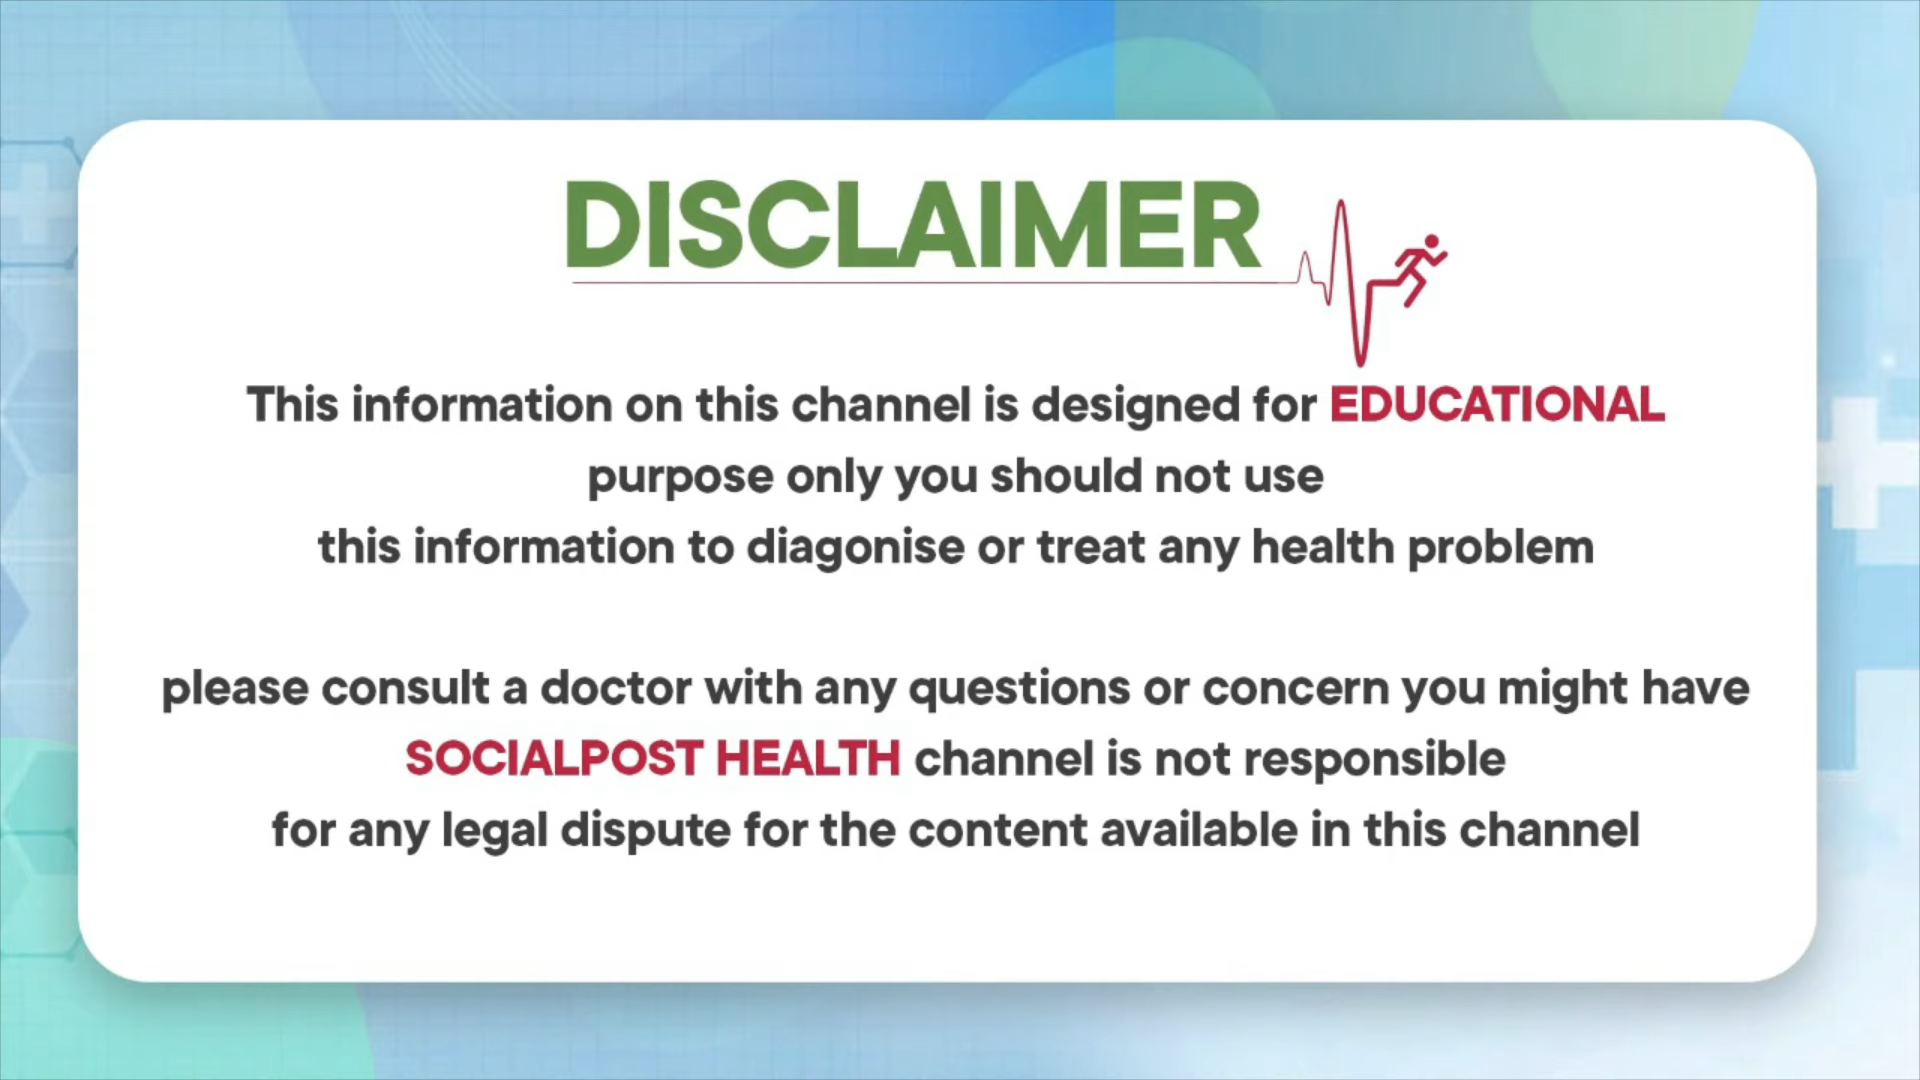 DISCLAIMER
This information on this channel is designed for EDUCATIONAL
purpose only you should not use
this information to diagonise or treat any health problem
please consult a doctor with any questions or concern you might have
SOCIALPOST HEALTH channel is not responsible
for any legal dispute for the content available in this channel